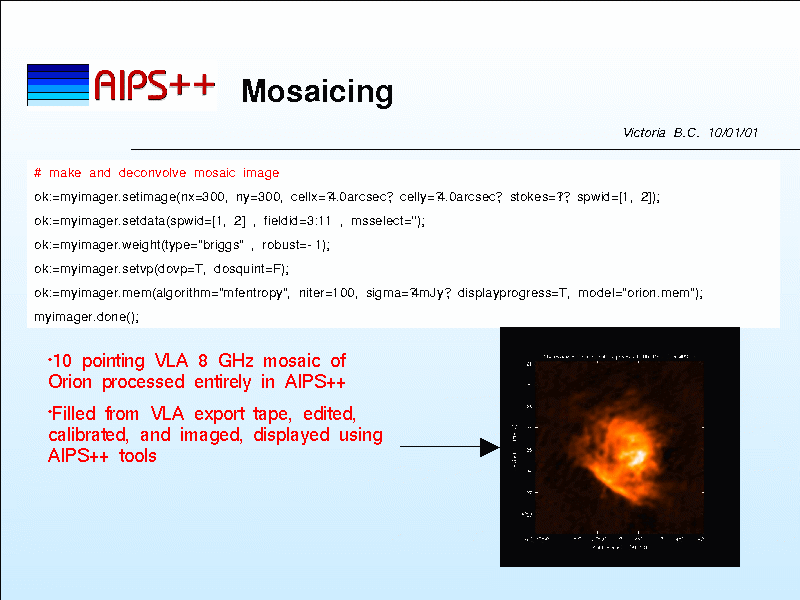 AIPS++
Mosaicing
Victoria B.C. 10/01/01
# make and deconvolve mosaic image
ok:=myimager.setimage(nx=300, ny=300, cellx=?4.0arcsec? celly=?4.0arcsec? stokes=?I? spwid=[1, 2]);
ok:=myimager.setdata(spwid=[1, 2] , fieldid=3:11 , msselect='');
ok:=myimager.weight(type="briggs" , robust=-1);
ok:=myimager.setvp(dovp=T, dosquint=F);
ok:=myimager.mem(algorithm="mfentropy", niter=100, sigma=?4mJy? displayprogress=T, model="orion.mem");
myimager.done();
•10 pointing VLA 8 GHz mosaic of
Orion processed entirely in AIPS++
•Filled from VLA export tape, edited,
calibrated, and imaged, displayed using
AIPS++ tools